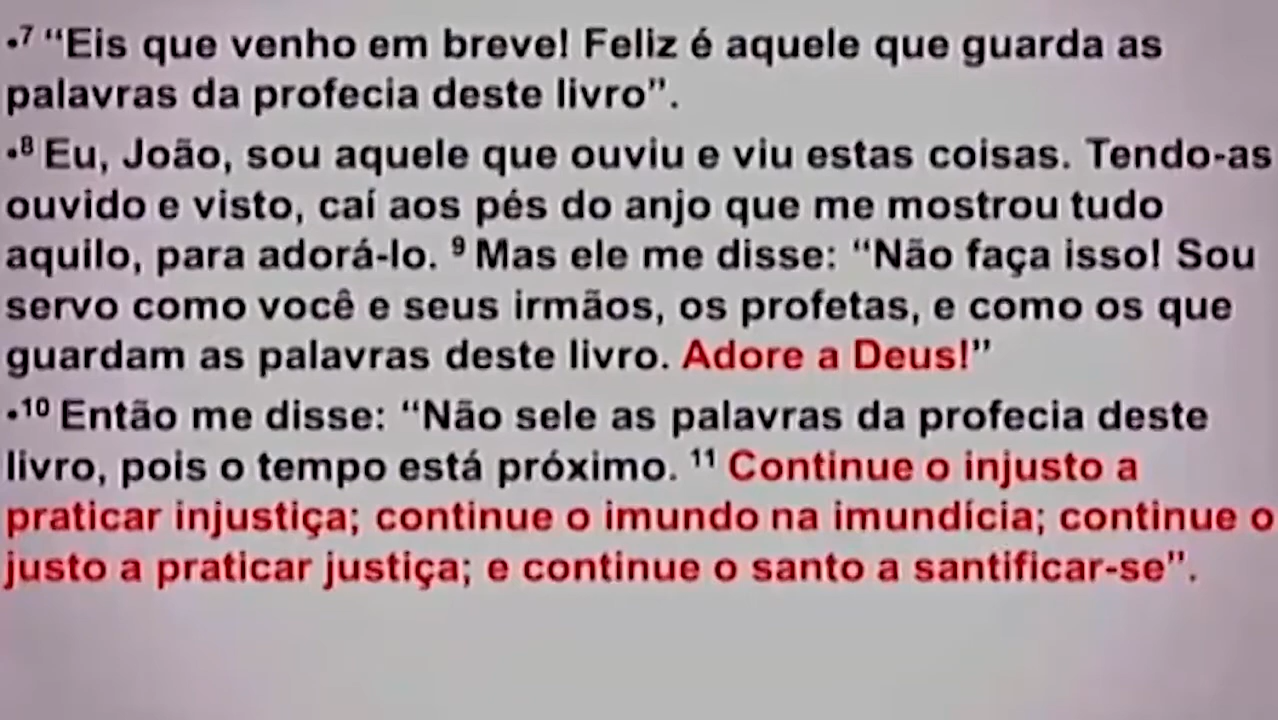 •⁷ “Eis que venho em breve! Feliz é aquele que guarda as
palavras da profecia deste livro”.
•⁸ Eu, João, sou aquele que ouviu e viu estas coisas. Tendo-as
ouvido e visto, caí aos pés do anjo que me mostrou tudo
aquilo, para adorá-lo. ⁹ Mas ele me disse: “Não faça isso! Sou
servo como você e seus irmãos, os profetas, e como os que
guardam as palavras deste livro. Adore a Deus!”
•¹⁰ Então me disse: “Não sele as palavras da profecia deste
livro, pois o tempo está próximo. ¹¹ Continue o injusto a
praticar injustiça; continue o imundo na imundícia; continue o
justo a praticar justiça; e continue o santo a santificar-se”.